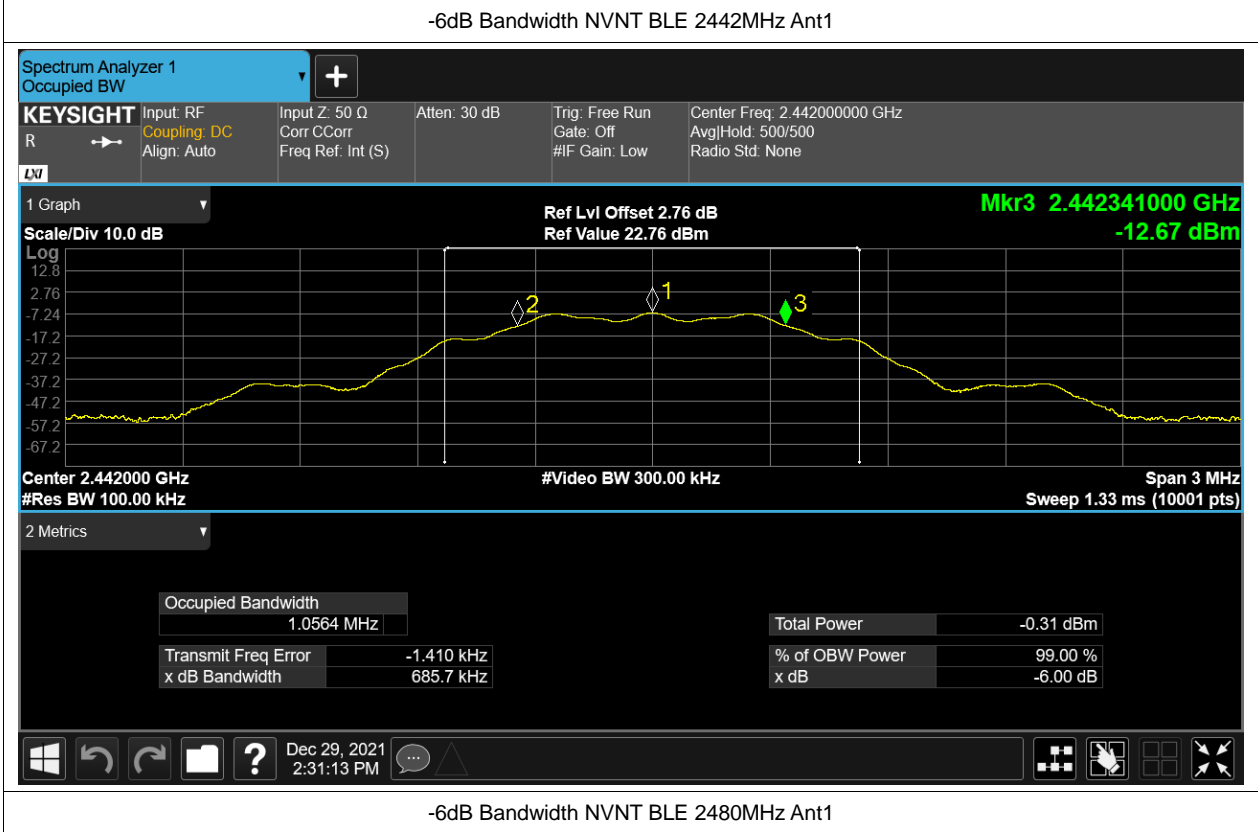 -6dB Bandwidth NVNT BLE 2442MHz Ant1
Spectrum Analyzer 1
Occupied BW
KEYSIGHT
R
LXI
Input: RF
Coupling: DC
Align: Auto
Input Z: 50 Ω
Corr CCorr
Freq Ref: Int (S)
Atten: 30 dB
Trig: Free Run
Gate: Off
#IF Gain: Low
Center Freq: 2.442000000 GHz
Avg|Hold: 500/500
Radio Std: None
1 Graph
Scale/Div 10.0 dB
Ref Lvl Offset 2.76 dB
Ref Value 22.76 dBm
Mkr3 2.442341000 GHz
-12.67 dBm
Log
12.8
2.76
-7.24
-17.2
-27.2
-37.2
-47.2
-57.2
-67.2
2
1
3
Center 2.442000 GHz
#Video BW 300.00 kHz
Span 3 MHz
#Res BW 100.00 kHz
Sweep 1.33 ms (10001 pts)
2 Metrics
Occupied Bandwidth
1.0564 MHz
Total Power -0.31 dBm
Transmit Freq Error -1.410 kHz
% of OBW Power 99.00 %
x dB Bandwidth 685.7 kHz
x dB -6.00 dB
?
Dec 29, 2021
2:31:13 PM
-6dB Bandwidth NVNT BLE 2480MHz Ant1